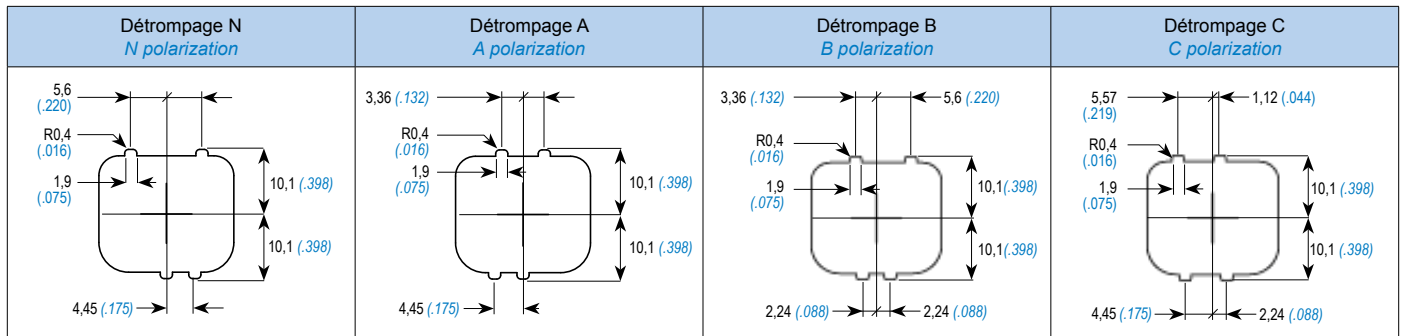 Détrompage N
N polarization
Détrompage A
A polarization
Détrompage B
B polarization
Détrompage C
C polarization
5,6
(.220)
R0,4
(.016)
1,9
(.075)
10,1 (.398)
10,1 (.398)
4,45 (.175)
3,36 (.132)
R0,4
(.016)
1,9
(.075)
10,1 (.398)
10,1 (.398)
4,45 (.175)
3,36 (.132)
5,6 (.220)
R0,4
(.016)
1,9
(.075)
10,1(.398)
10,1(.398)
2,24 (.088)
2,24 (.088)
5,57
(.219)
1,12 (.044)
R0,4
(.016)
1,9
(.075)
10,1 (.398)
10,1 (.398)
4,45 (.175)
2,24 (.088)